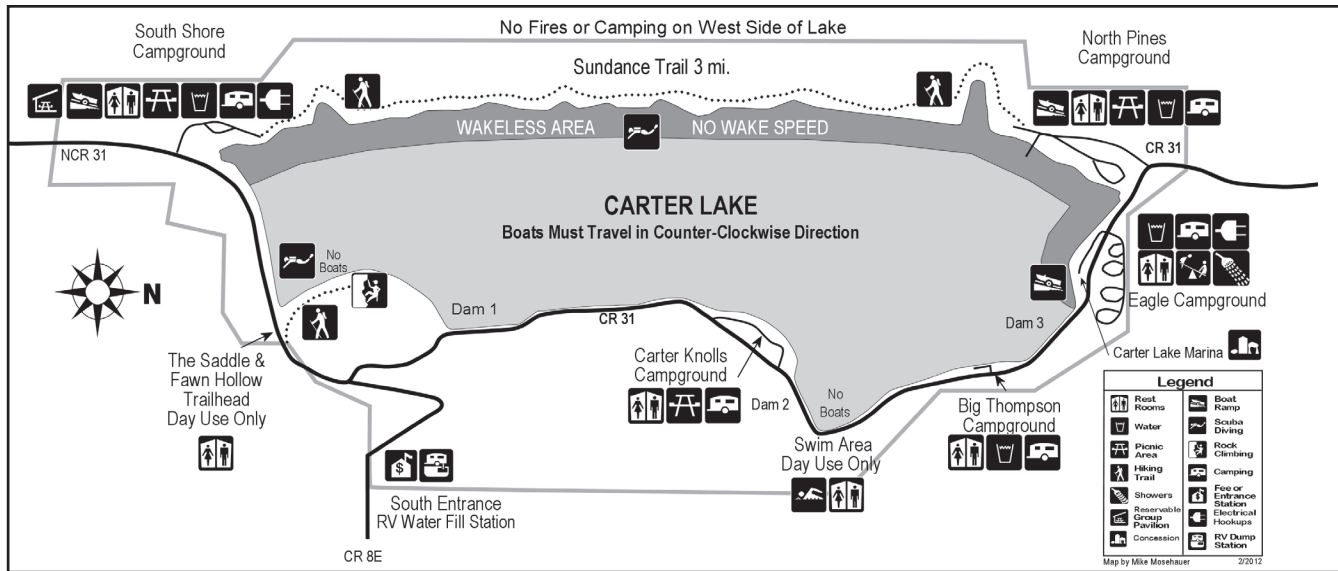 No Fires or Camping on West Side of Lake
South Shore
Campground
North Pines
Campground
Sundance Trail 3 mi.
WAKELESS AREA
NO WAKE SPEED
NCR 31
CR 31
CARTER LAKE
Boats Must Travel in Counter-Clockwise Direction
No
Boats
N
Dam 1
CR 31
Dam 3
Eagle Campground
Carter Lake Marina
The Saddle &
Fawn Hollow
Trailhead
Day Use Only
Carter Knolls
Campground
Dam 2
No
Boats
Big Thompson
Campground
Swim Area
Day Use Only
$
South Entrance
RV Water Fill Station
CR 8E
Legend
Rest
Rooms
Boat
Ramp
Water
Scuba
Diving
Picnic
Area
Rock
Climbing
Hiking
Trail
Camping
Showers
$
Fee or
Entrance
Station
Reservable
Group
Pavilion
Electrical
Hookups
Concession
RV Dump
Station
Map by Mike Mosehauer
2/2012